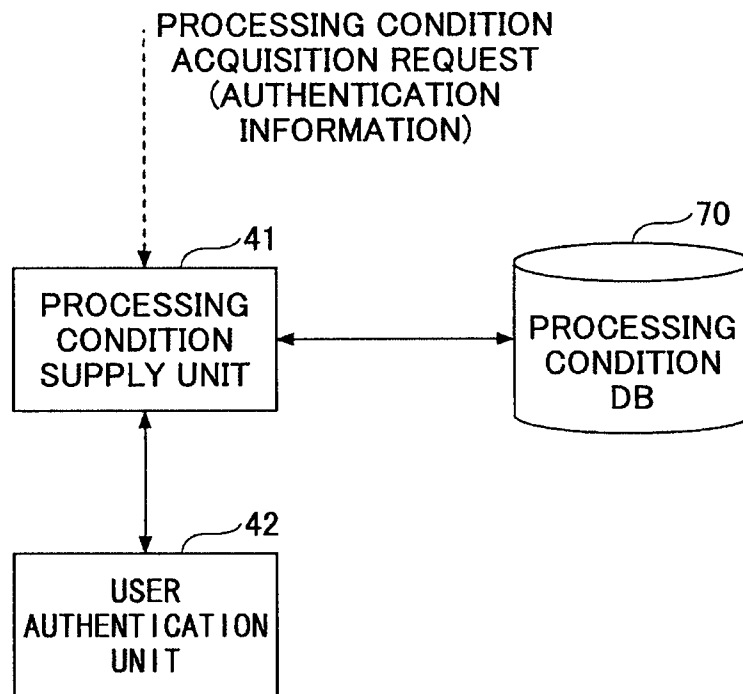 PROCESSING CONDITION
ACQUISITION REQUEST
(AUTHENTICATION
INFORMATION)
41
PROCESSING
CONDITION
SUPPLY UNIT
70
PROCESSING
CONDITION
DB
42
USER
AUTHENTICATION
UNIT